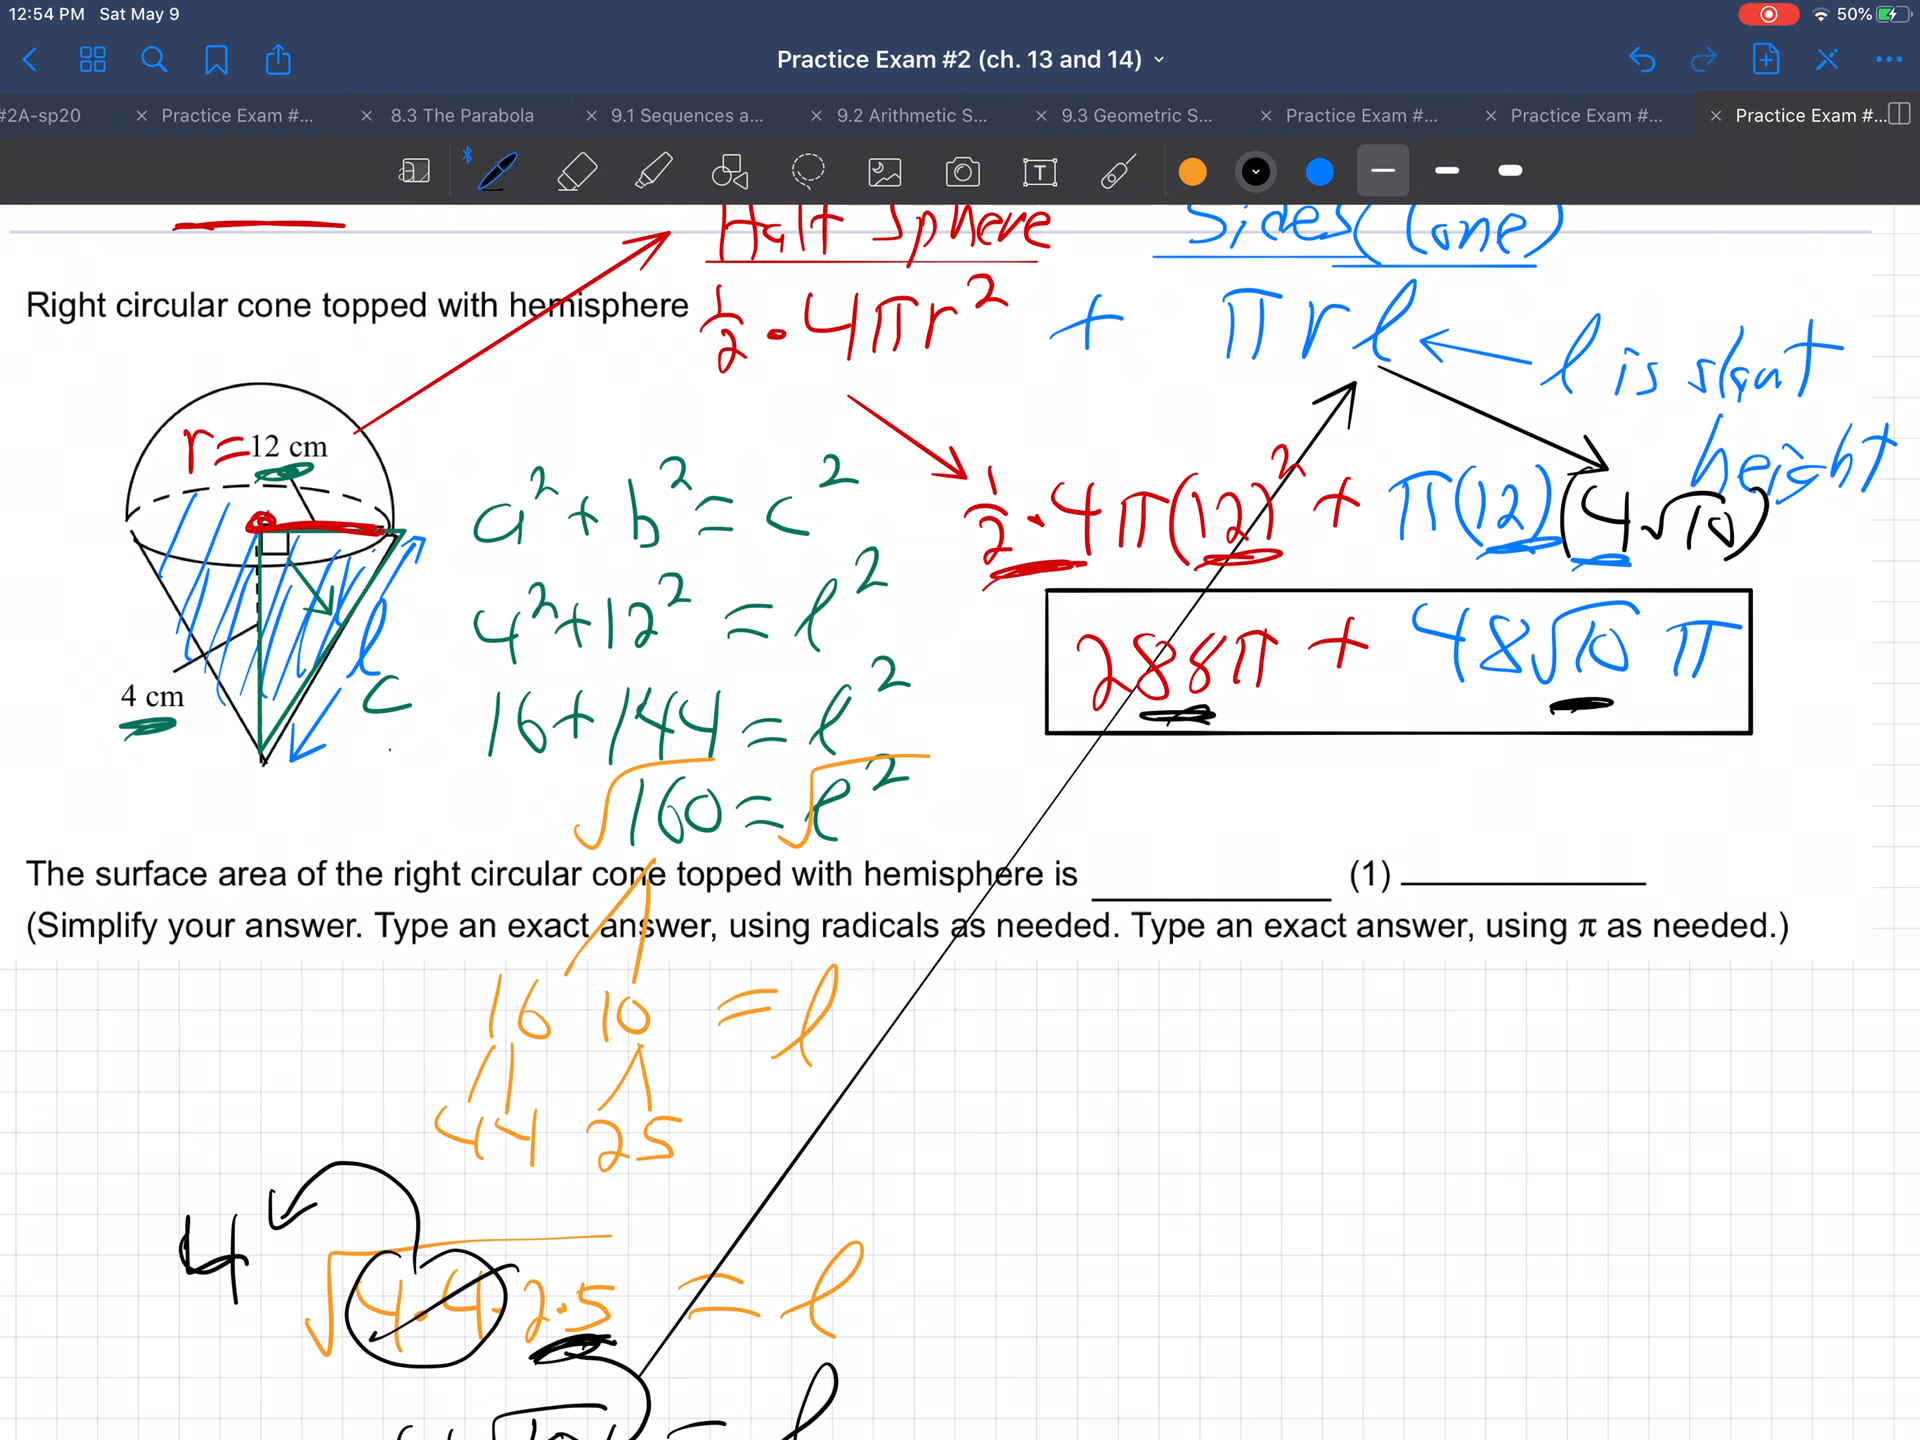 12:54 PM Sat May 9
50%
Practice Exam #2 (ch. 13 and 14)
#2A-sp20
Practice Exam #...
8.3 The Parabola
9.1 Sequences a...
9.2 Arithmetic S...
9.3 Geometric S...
Practice Exam #...
Practice Exam #...
Practice Exam #...
T
Half Sphere
Sides (Cone)
Right circular cone topped with hemisphere
1/2 · 4πr² + πrl ← l is slant height
r = 12 cm
4 cm
l
c
a² + b² = c²
4² + 12² = l²
16 + 144 = l²
√160 = √l²
1/2 · 4π(12)² + π(12)(4√10)
288π + 48√10 π
The surface area of the right circular cone topped with hemisphere is ____ (1) ____
(Simplify your answer. Type an exact answer, using radicals as needed. Type an exact answer, using π as needed.)
16 10 = l
4 4 2 5
4
√4·4·2·5 = l
= l